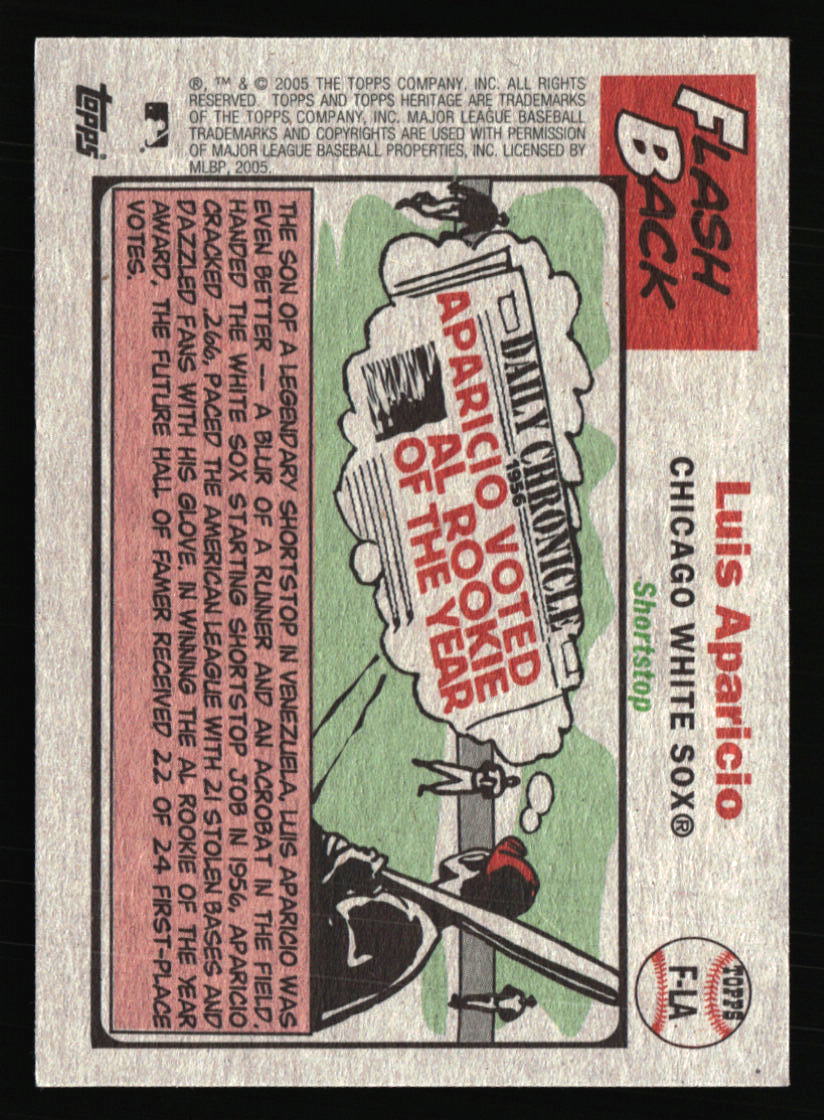 FLASH
BACK
Luis Aparicio
CHICAGO WHITE SOX®
Shortstop
TOPPS
F-LA
DAILY CHRONICLE
1956
APARICIO VOTED
AL ROOKIE
OF THE YEAR
THE SON OF A LEGENDARY SHORTSTOP IN VENEZUELA, LUIS APARICIO WAS
EVEN BETTER — A BLUR OF A RUNNER AND AN ACROBAT IN THE FIELD.
HANDED THE WHITE SOX STARTING SHORTSTOP JOB IN 1956, APARICIO
CRACKED .266, PACED THE AMERICAN LEAGUE WITH 21 STOLEN BASES AND
DAZZLED FANS WITH HIS GLOVE. IN WINNING THE AL ROOKIE OF THE YEAR
AWARD, THE FUTURE HALL OF FAMER RECEIVED 22 OF 24 FIRST-PLACE
VOTES.
®, ™ & © 2005 THE TOPPS COMPANY, INC. ALL RIGHTS
RESERVED. TOPPS AND TOPPS HERITAGE ARE TRADEMARKS
OF THE TOPPS COMPANY, INC. MAJOR LEAGUE BASEBALL
TRADEMARKS AND COPYRIGHTS ARE USED WITH PERMISSION
OF MAJOR LEAGUE BASEBALL PROPERTIES, INC. LICENSED BY
MLBP, 2005.
topps